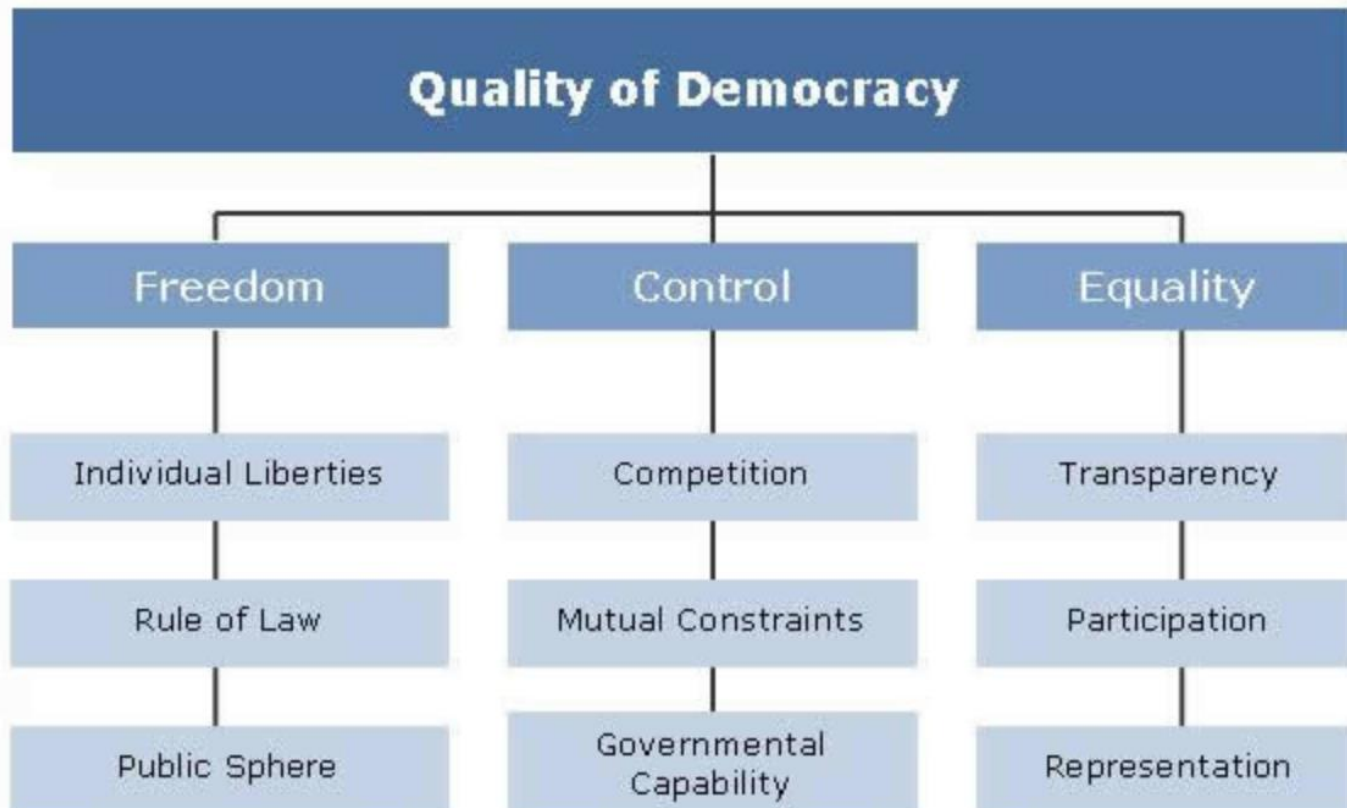 Quality of Democracy
Freedom
Control
Equality
Individual Liberties
Competition
Transparency
Rule of Law
Mutual Constraints
Participation
Public Sphere
Governmental
Capability
Representation